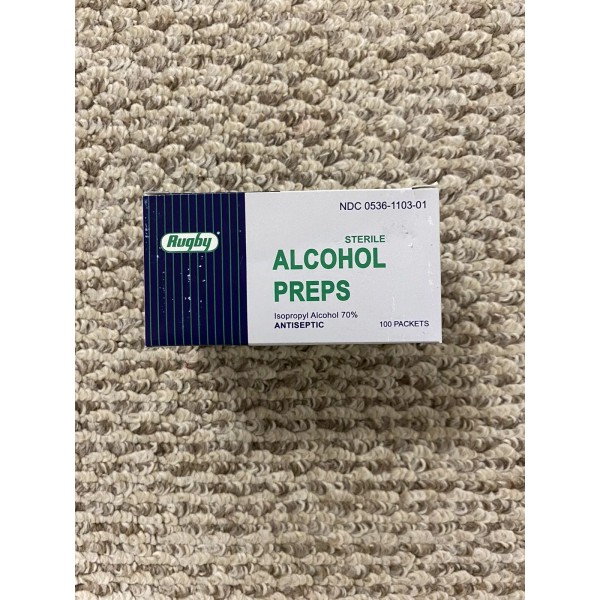 Rugby
NDC 0536-1103-01
STERILE
ALCOHOL
PREPS
Isopropyl Alcohol 70%
ANTISEPTIC
100 PACKETS